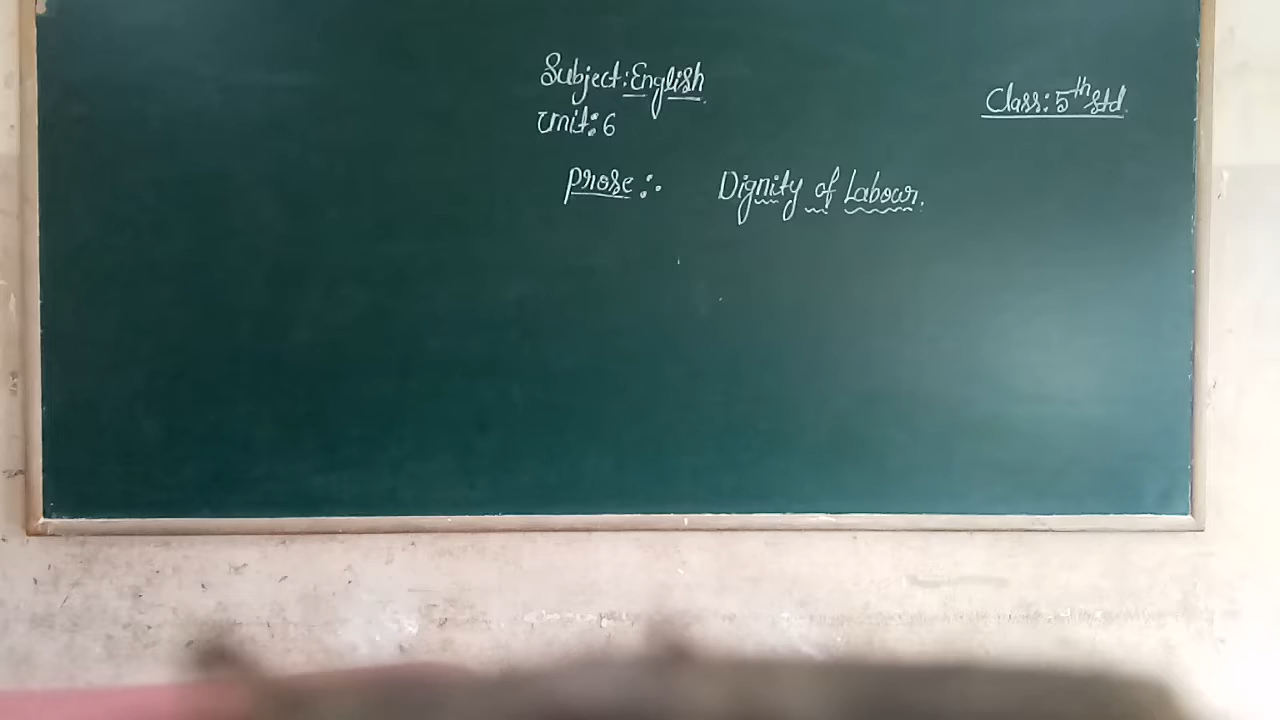 Subject: English
Class: 5th std
Unit: 6
Prose :. Dignity of Labour.